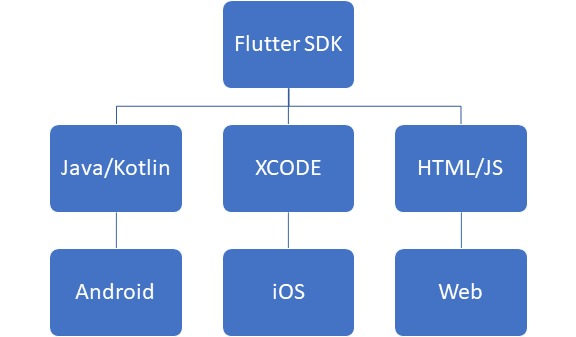 Flutter SDK
Java/Kotlin
XCODE
HTML/JS
Android
iOS
Web